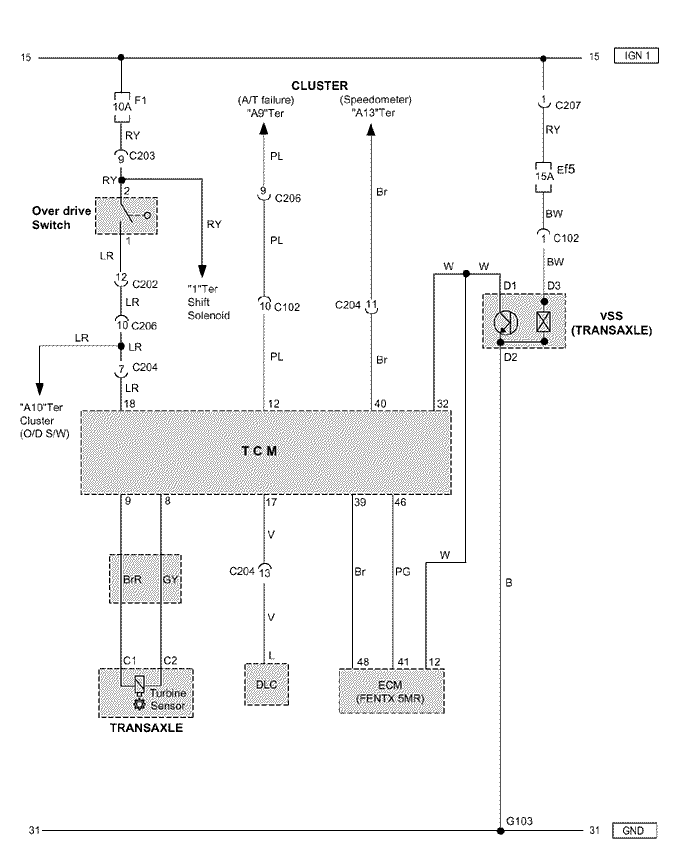 15
15
IGN 1
CLUSTER
F1
10A
(A/T failure)
"A9"Ter
(Speedometer)
"A13"Ter
1
C207
RY
PL
RY
9
C203
Ef5
15A
RY
2
9
C206
Br
Over drive
Switch
BW
RY
1
PL
1
C102
LR
W
W
BW
12
C202
"1"Ter
Shift
Solenoid
D1
D3
LR
10
C102
C204
11
VSS
(TRANSAXLE)
10
C206
LR
LR
D2
7
C204
PL
Br
LR
"A10"Ter
Cluster
(O/D S/W)
18
12
40
32
T C M
9
8
17
39
46
V
W
C204
13
BrR
GY
Br
PG
B
V
C1
C2
L
48
41
12
DLC
ECM
(FENTX 5MR)
Turbine
Sensor
TRANSAXLE
G103
31
31
GND